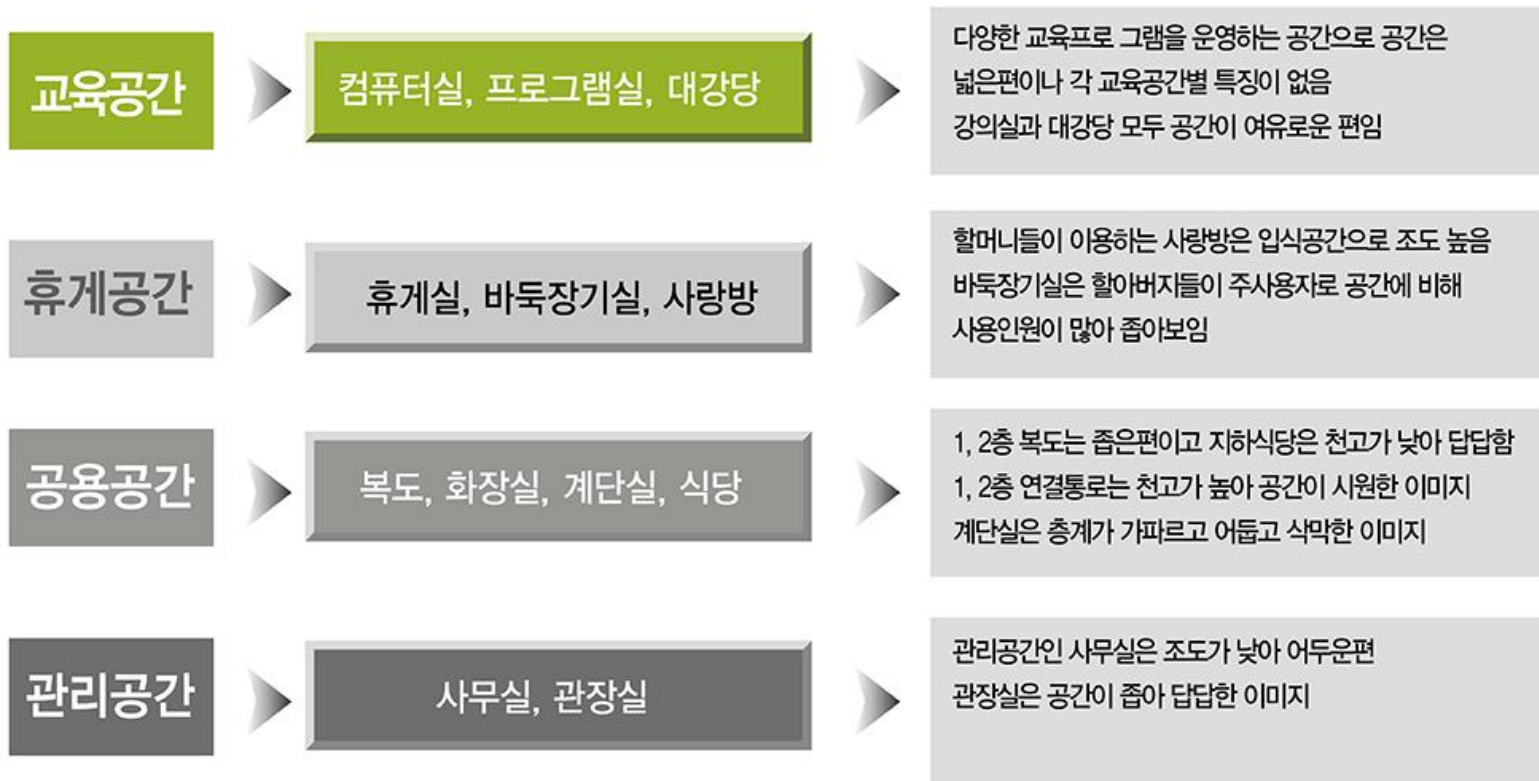 교육공간
컴퓨터실, 프로그램실, 대강당
다양한 교육프로 그램을 운영하는 공간으로 공간은
넓은편이나 각 교육공간별 특징이 없음
강의실과 대강당 모두 공간이 여유로운 편임
휴게공간
휴게실, 바둑장기실, 사랑방
할머니들이 이용하는 사랑방은 입식공간으로 조도 높음
바둑장기실은 할아버지들이 주사용자로 공간에 비해
사용인원이 많아 좁아보임
공용공간
복도, 화장실, 계단실, 식당
1, 2층 복도는 좁은편이고 지하식당은 천고가 낮아 답답함
1, 2층 연결통로는 천고가 높아 공간이 시원한 이미지
계단실은 층계가 가파르고 어둡고 삭막한 이미지
관리공간
사무실, 관장실
관리공간인 사무실은 조도가 낮아 어두운편
관장실은 공간이 좁아 답답한 이미지